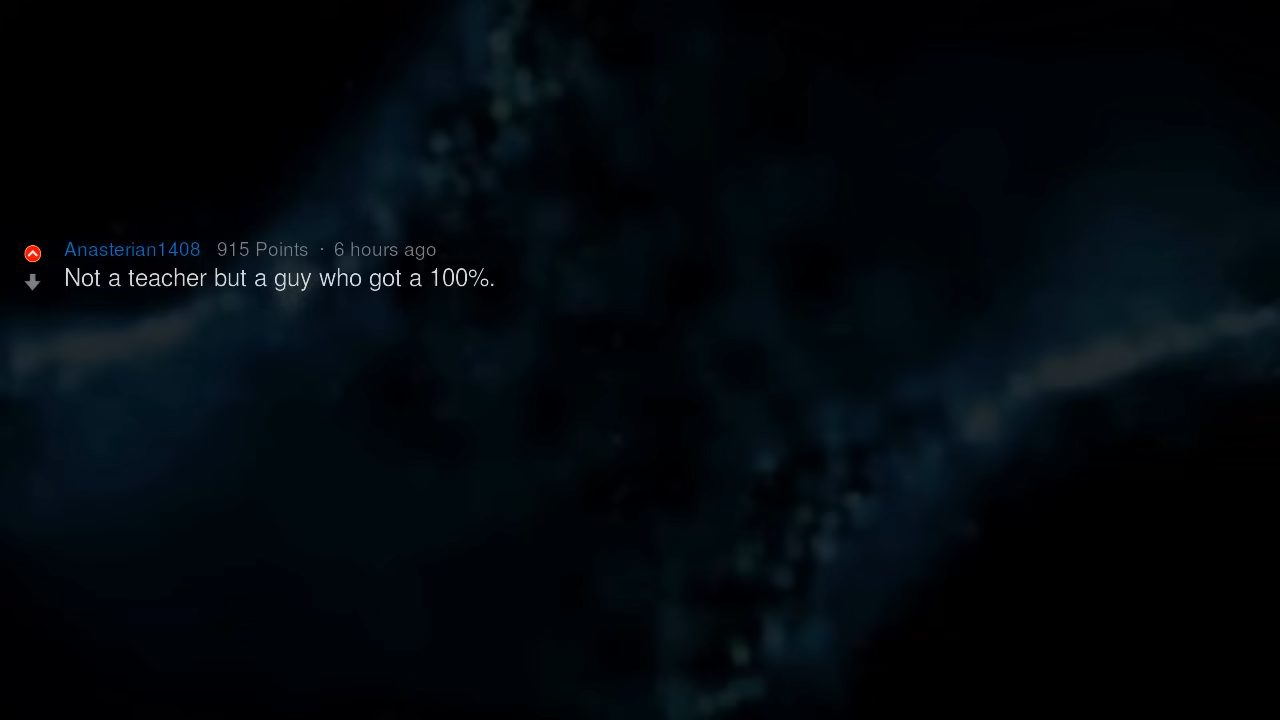 Anasterian1408 915 Points · 6 hours ago
Not a teacher but a guy who got a 100%.